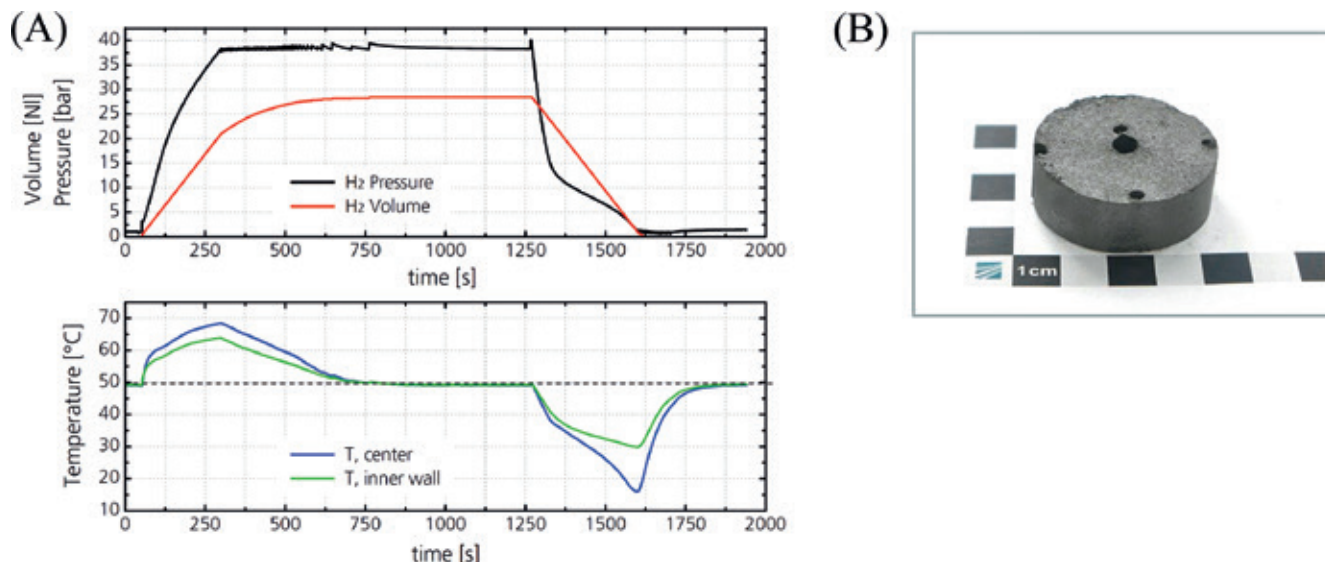 (A)
Volume [Nl]
Pressure [bar]
40
35
30
25
20
15
10
5
0
H2 Pressure
H2 Volume
0 250 500 750 1000 1250 1500 1750 2000
time [s]
Temperature [°C]
70
60
50
40
30
20
10
T, center
T, inner wall
0 250 500 750 1000 1250 1500 1750 2000
time [s]
(B)
1cm